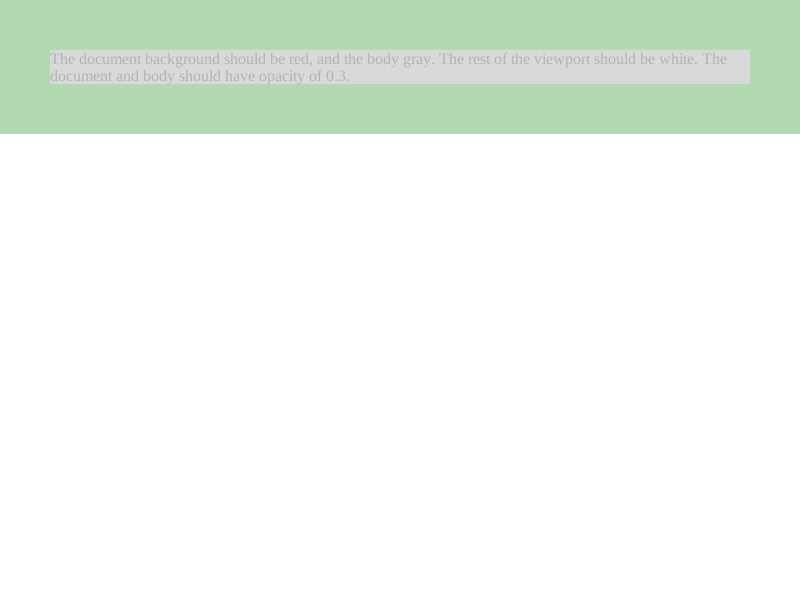 The document background should be red, and the body gray. The rest of the viewport should be white. The
document and body should have opacity of 0.3.